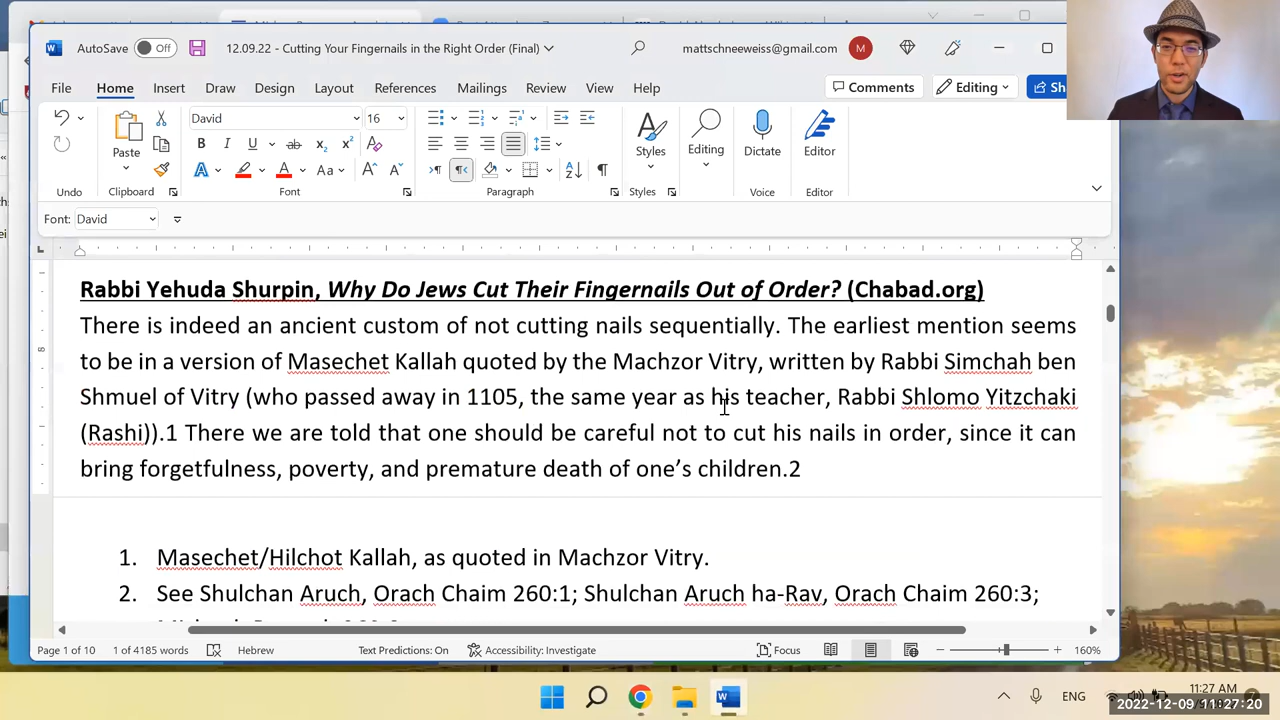 AutoSave Off 12.09.22 - Cutting Your Fingernails in the Right Order (Final) mattschneeweiss@gmail.com M
File Home Insert Draw Design Layout References Mailings Review View Help Comments Editing Sh
David 16
Paste Styles Editing Dictate Editor
Undo Clipboard Font Paragraph Styles Voice Editor
Font: David
Rabbi Yehuda Shurpin, Why Do Jews Cut Their Fingernails Out of Order? (Chabad.org)
There is indeed an ancient custom of not cutting nails sequentially. The earliest mention seems
to be in a version of Masechet Kallah quoted by the Machzor Vitry, written by Rabbi Simchah ben
Shmuel of Vitry (who passed away in 1105, the same year as his teacher, Rabbi Shlomo Yitzchaki
(Rashi)).1 There we are told that one should be careful not to cut his nails in order, since it can
bring forgetfulness, poverty, and premature death of one’s children.2
1. Masechet/Hilchot Kallah, as quoted in Machzor Vitry.
2. See Shulchan Aruch, Orach Chaim 260:1; Shulchan Aruch ha-Rav, Orach Chaim 260:3;
Page 1 of 10 1 of 4185 words Hebrew Text Predictions: On Accessibility: Investigate Focus 160%
ENG 11:27 AM
2022-12-09 11:27:20